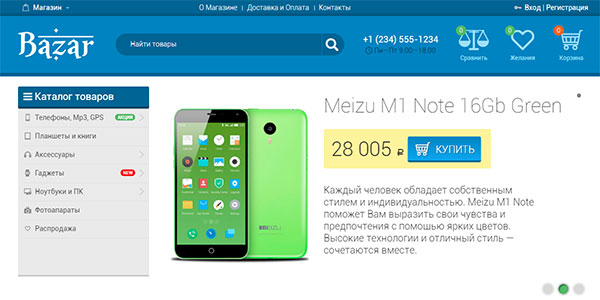 Магазин
О Магазине | Доставка и Оплата | Контакты
Вход | Регистрация
Bazar
Найти товары
+1 (234) 555-1234
Пн—Пт 9:00—18:00
0
Сравнить
0
Желания
0
Корзина
Каталог товаров
Телефоны, Mp3, GPS АКЦИЯ
Планшеты и книги
Аксессуары
Гаджеты NEW
Ноутбуки и ПК
Фотоапараты
Распродажа
MEIZU
Meizu M1 Note 16Gb Green
28 005 ₽ КУПИТЬ
Каждый человек обладает собственным
стилем и индивидуальностью. Meizu M1 Note
поможет Вам выразить свои чувства и
предпочтения с помощью ярких цветов.
Высокие технологии и отличный стиль —
сочетаются вместе.